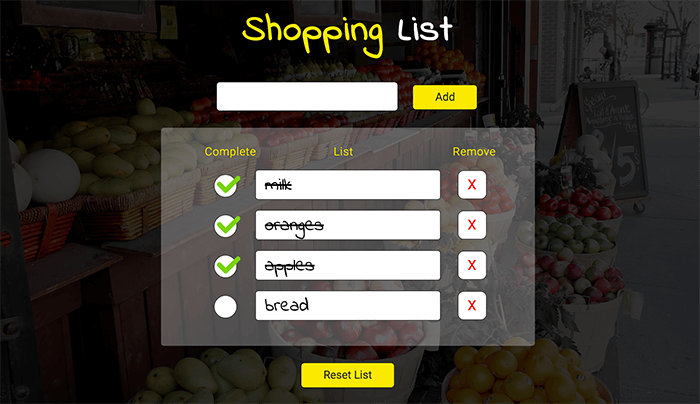 Shopping List
Add
Complete List Remove
milk X
oranges X
apples X
bread X
Reset List